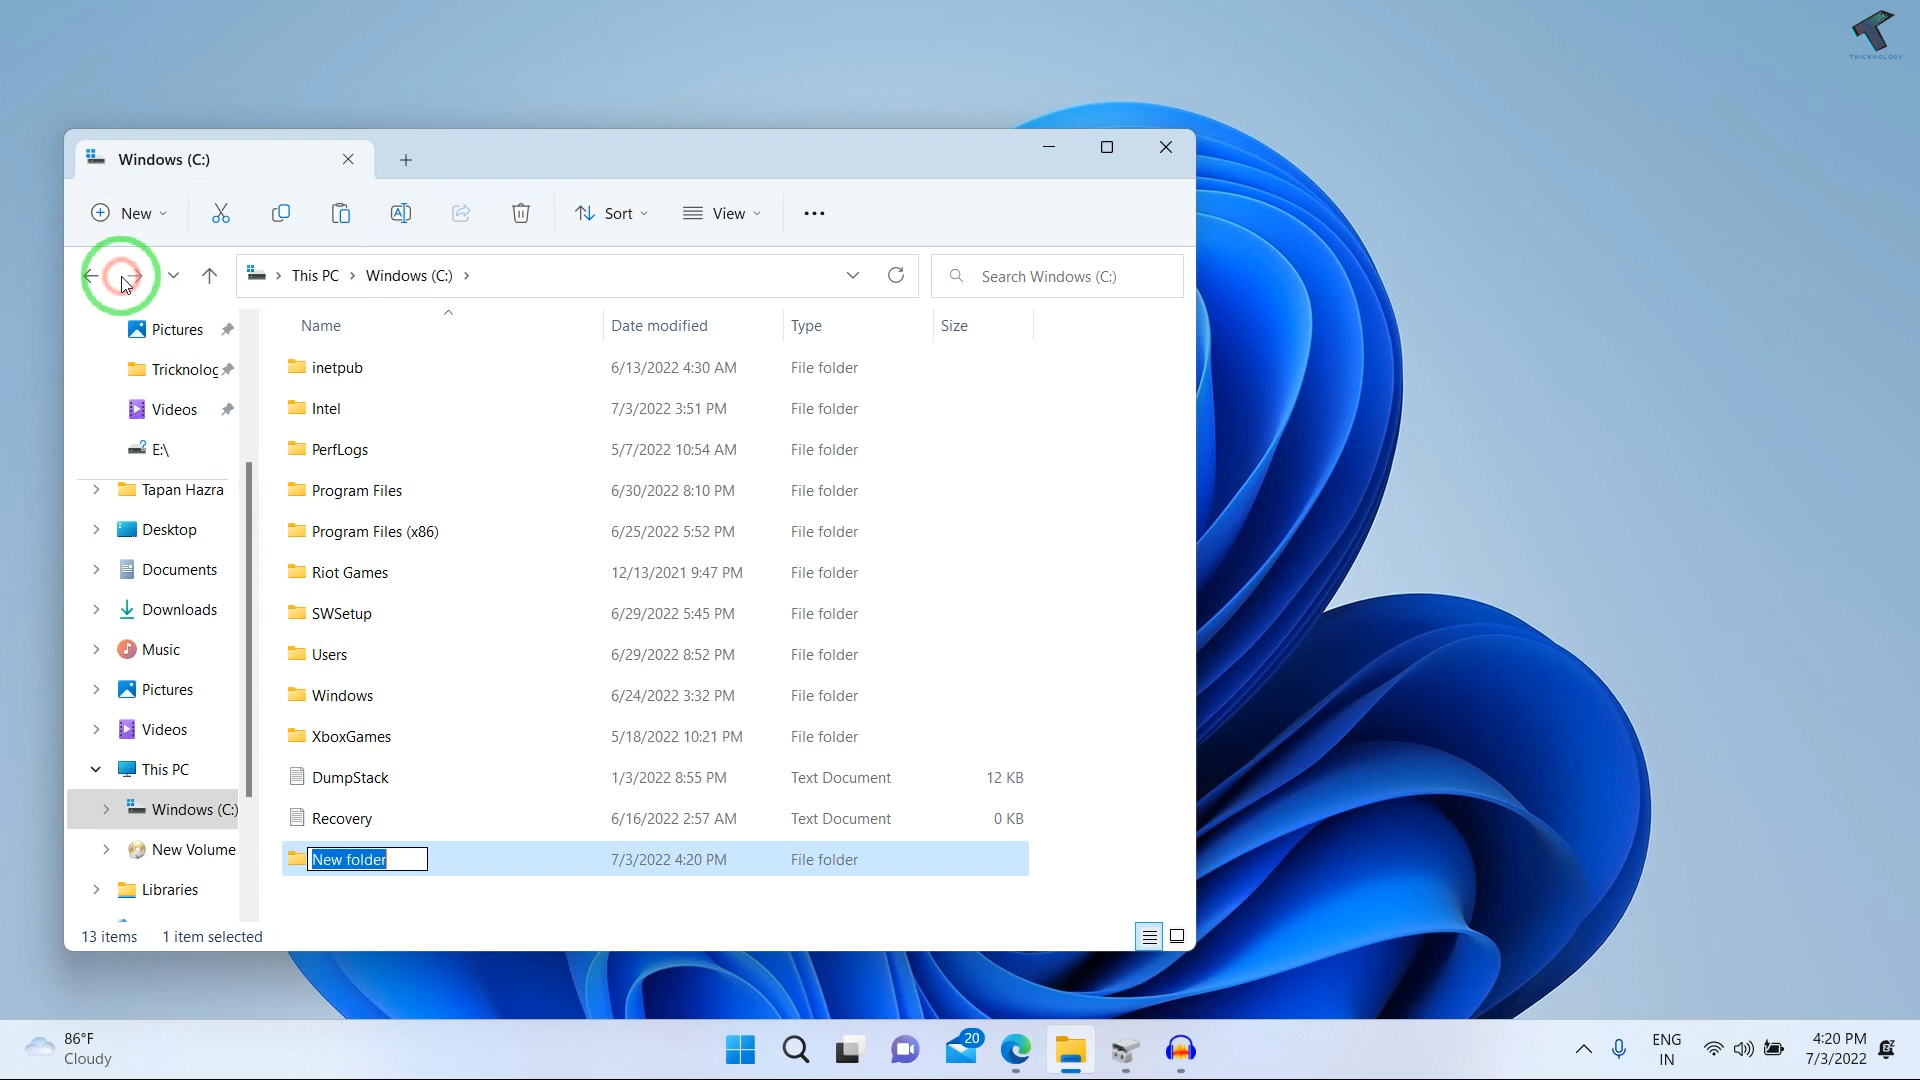 TRICKNOLOGY
Windows (C:)
New
Sort
View
This PC
Windows (C:)
Search Windows (C:)
Name
Date modified
Type
Size
Pictures
Tricknolog
Videos
E:\
Tapan Hazra
Desktop
Documents
Downloads
Music
Pictures
Videos
This PC
Windows (C:)
New Volume
Libraries
inetpub 6/13/2022 4:30 AM File folder
Intel 7/3/2022 3:51 PM File folder
PerfLogs 5/7/2022 10:54 AM File folder
Program Files 6/30/2022 8:10 PM File folder
Program Files (x86) 6/25/2022 5:52 PM File folder
Riot Games 12/13/2021 9:47 PM File folder
SWSetup 6/29/2022 5:45 PM File folder
Users 6/29/2022 8:52 PM File folder
Windows 6/24/2022 3:32 PM File folder
XboxGames 5/18/2022 10:21 PM File folder
DumpStack 1/3/2022 8:55 PM Text Document 12 KB
Recovery 6/16/2022 2:57 AM Text Document 0 KB
New folder 7/3/2022 4:20 PM File folder
13 items 1 item selected
86°F
Cloudy
20
ENG
IN
4:20 PM
7/3/2022